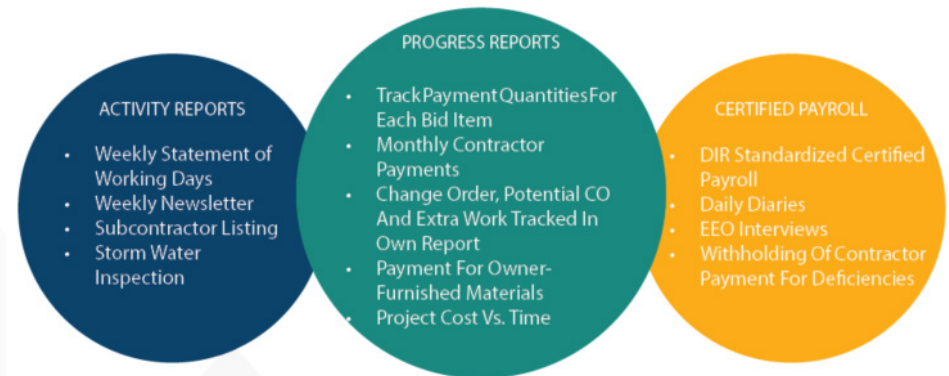 ACTIVITY REPORTS
• Weekly Statement of
Working Days
• Weekly Newsletter
• Subcontractor Listing
• Storm Water
Inspection
PROGRESS REPORTS
• Track Payment Quantities For
Each Bid Item
• Monthly Contractor
Payments
• Change Order, Potential CO
And Extra Work Tracked In
Own Report
• Payment For Owner-
Furnished Materials
• Project Cost Vs. Time
CERTIFIED PAYROLL
• DIR Standardized Certified
Payroll
• Daily Diaries
• EEO Interviews
• Withholding Of Contractor
Payment For Deficiencies